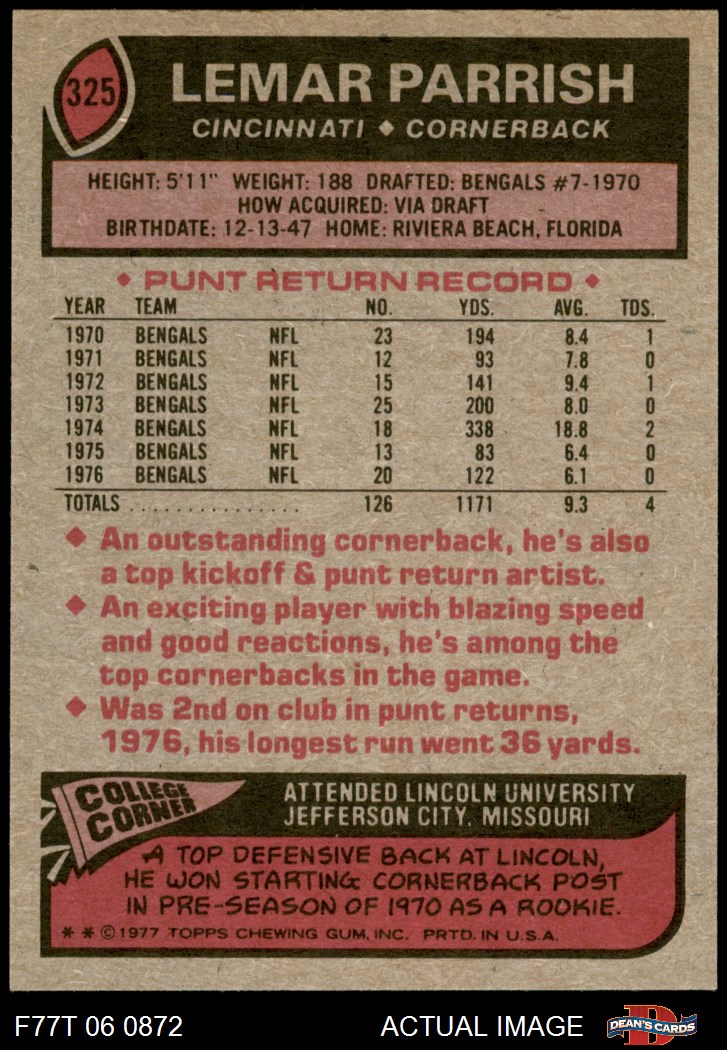 325
LEMAR PARRISH
CINCINNATI ◆ CORNERBACK
HEIGHT: 5'11" WEIGHT: 188 DRAFTED: BENGALS #7-1970
HOW ACQUIRED: VIA DRAFT
BIRTHDATE: 12-13-47 HOME: RIVIERA BEACH, FLORIDA
◆ PUNT RETURN RECORD ◆
YEAR TEAM NO. YDS. AVG. TDS.
1970 BENGALS NFL 23 194 8.4 1
1971 BENGALS NFL 12 93 7.8 0
1972 BENGALS NFL 15 141 9.4 1
1973 BENGALS NFL 25 200 8.0 0
1974 BENGALS NFL 18 338 18.8 2
1975 BENGALS NFL 13 83 6.4 0
1976 BENGALS NFL 20 122 6.1 0
TOTALS . . . . . . . . . . . . . . . 126 1171 9.3 4
◆ An outstanding cornerback, he's also
a top kickoff & punt return artist.
◆ An exciting player with blazing speed
and good reactions, he's among the
top cornerbacks in the game.
◆ Was 2nd on club in punt returns,
1976, his longest run went 36 yards.
COLLEGE
CORNER
ATTENDED LINCOLN UNIVERSITY
JEFFERSON CITY, MISSOURI
A TOP DEFENSIVE BACK AT LINCOLN,
HE WON STARTING CORNERBACK POST
IN PRE-SEASON OF 1970 AS A ROOKIE.
* * © 1977 TOPPS CHEWING GUM, INC. PRTD. IN U.S.A.
F77T 06 0872
ACTUAL IMAGE
D
DEAN'S CARDS